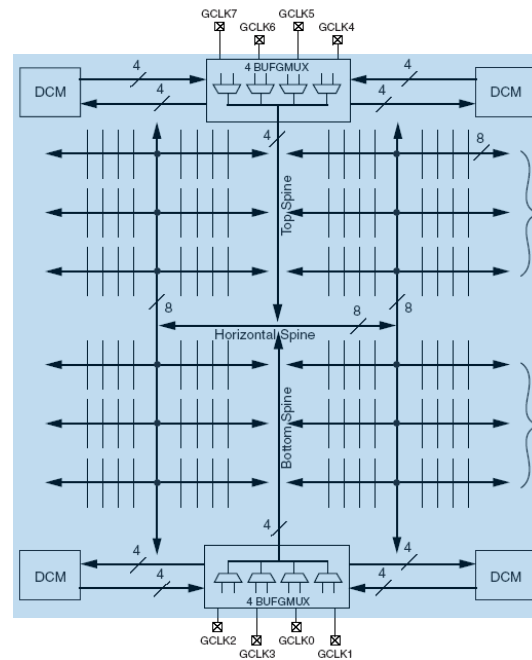 GCLK7 GCLK5
GCLK6 GCLK4
4 4 BUFGMUX 4
DCM DCM
4 4
4
8
Top Spine
8 8 8
Horizontal Spine
Bottom Spine
4
4 4
DCM DCM
4 4
4 BUFGMUX
GCLK2 GCLK0
GCLK3 GCLK1